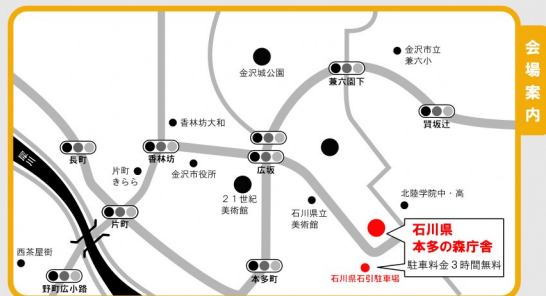 会場案内
金沢城公園
金沢市立
兼六小
兼六園下
賢坂辻
香林坊大和
長町
香林坊
片町
きらら
金沢市役所
広坂
21世紀
美術館
石川県立
美術館
北陸学院中・高
犀川
片町
西茶屋街
野町広小路
本多町
石川県
本多の森庁舎
駐車料金3時間無料
石川県石引駐車場